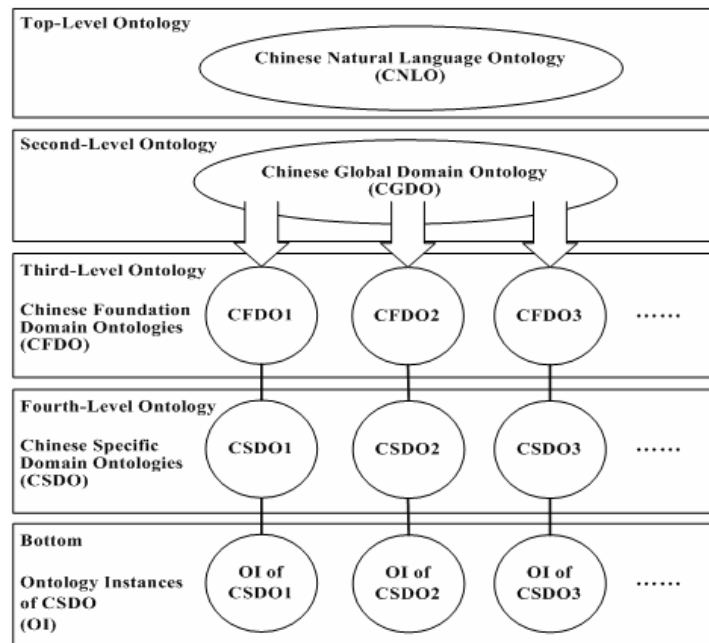 Top-Level Ontology
Chinese Natural Language Ontology
(CNLO)
Second-Level Ontology
Chinese Global Domain Ontology
(CGDO)
Third-Level Ontology
Chinese Foundation
Domain Ontologies
(CFDO)
CFDO1
CFDO2
CFDO3
……
Fourth-Level Ontology
Chinese Specific
Domain Ontologies
(CSDO)
CSDO1
CSDO2
CSDO3
……
Bottom
Ontology Instances
of CSDO
(OI)
OI of
CSDO1
OI of
CSDO2
OI of
CSDO3
……